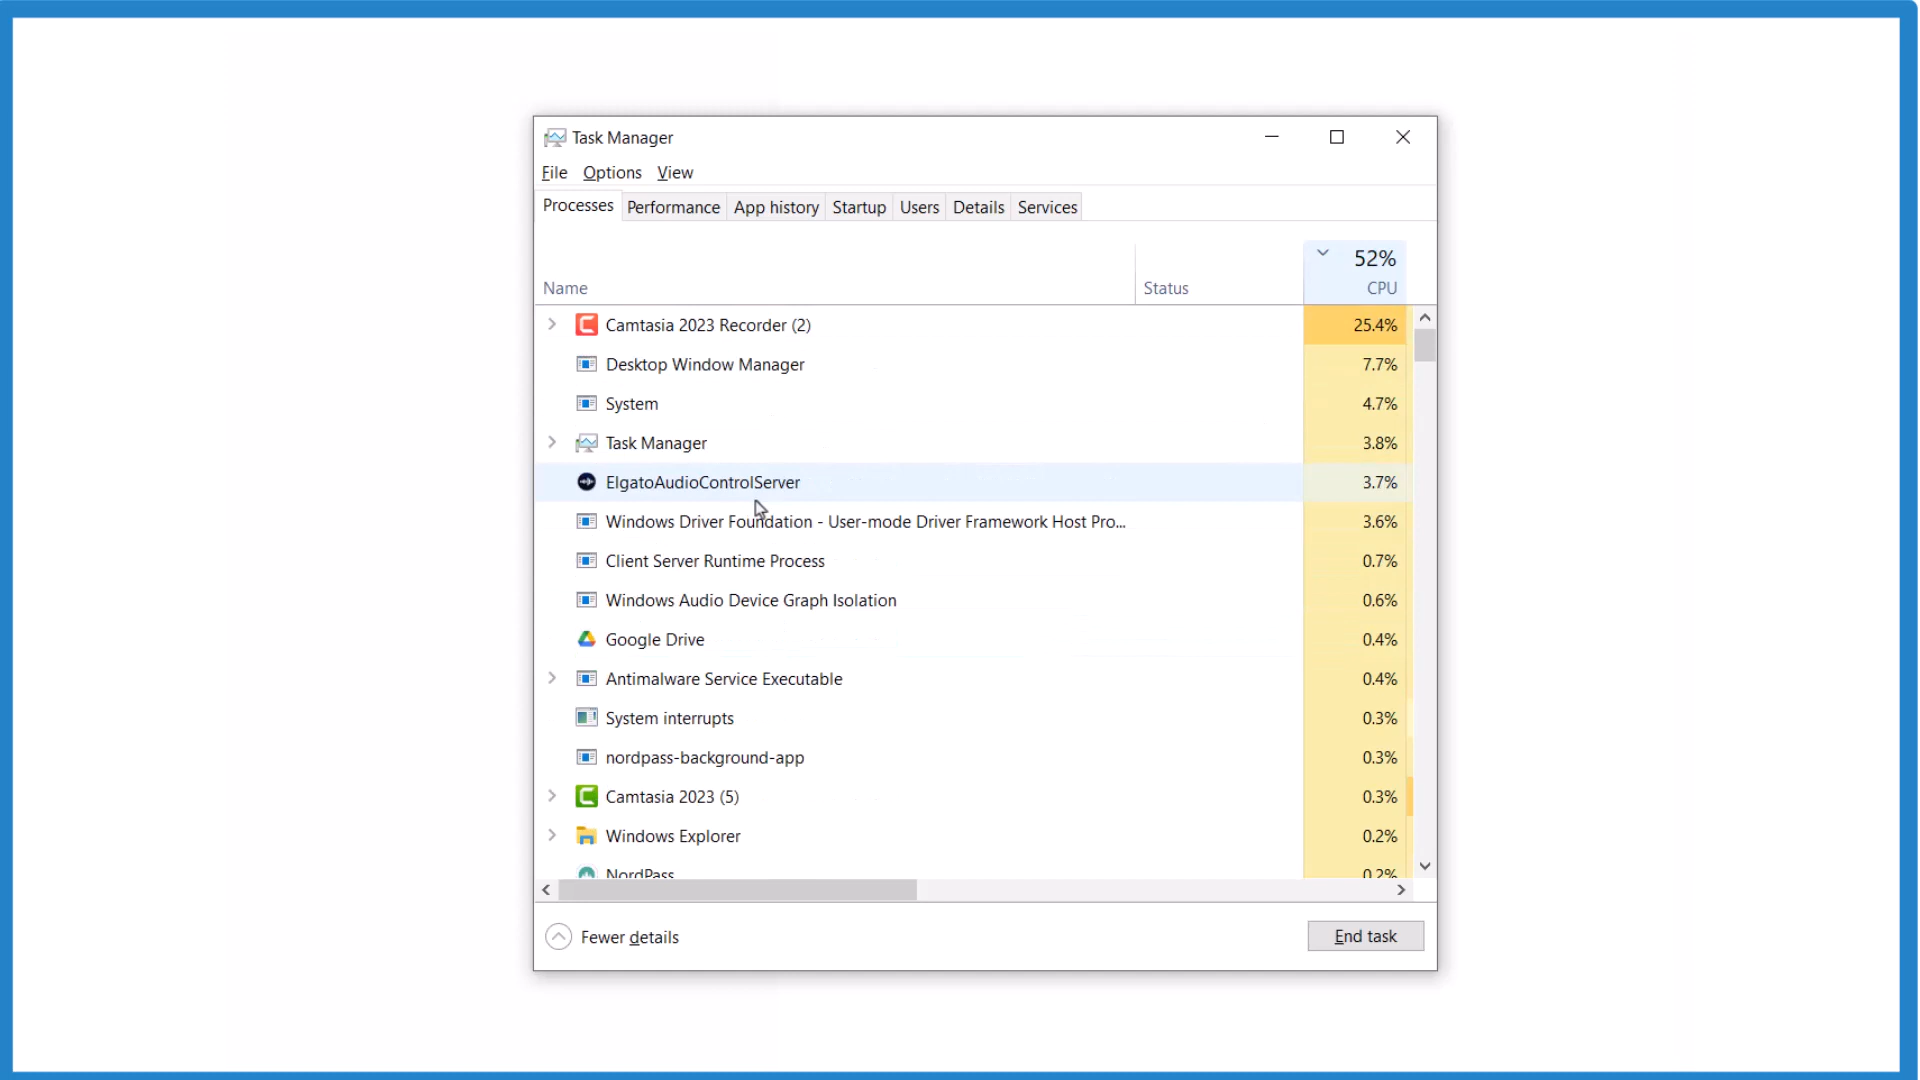 Task Manager
File Options View
Processes Performance App history Startup Users Details Services
52%
Name Status CPU
Camtasia 2023 Recorder (2) 25.4%
Desktop Window Manager 7.7%
System 4.7%
Task Manager 3.8%
ElgatoAudioControlServer 3.7%
Windows Driver Foundation - User-mode Driver Framework Host Pro... 3.6%
Client Server Runtime Process 0.7%
Windows Audio Device Graph Isolation 0.6%
Google Drive 0.4%
Antimalware Service Executable 0.4%
System interrupts 0.3%
nordpass-background-app 0.3%
Camtasia 2023 (5) 0.3%
Windows Explorer 0.2%
NordPass 0.2%
Fewer details End task